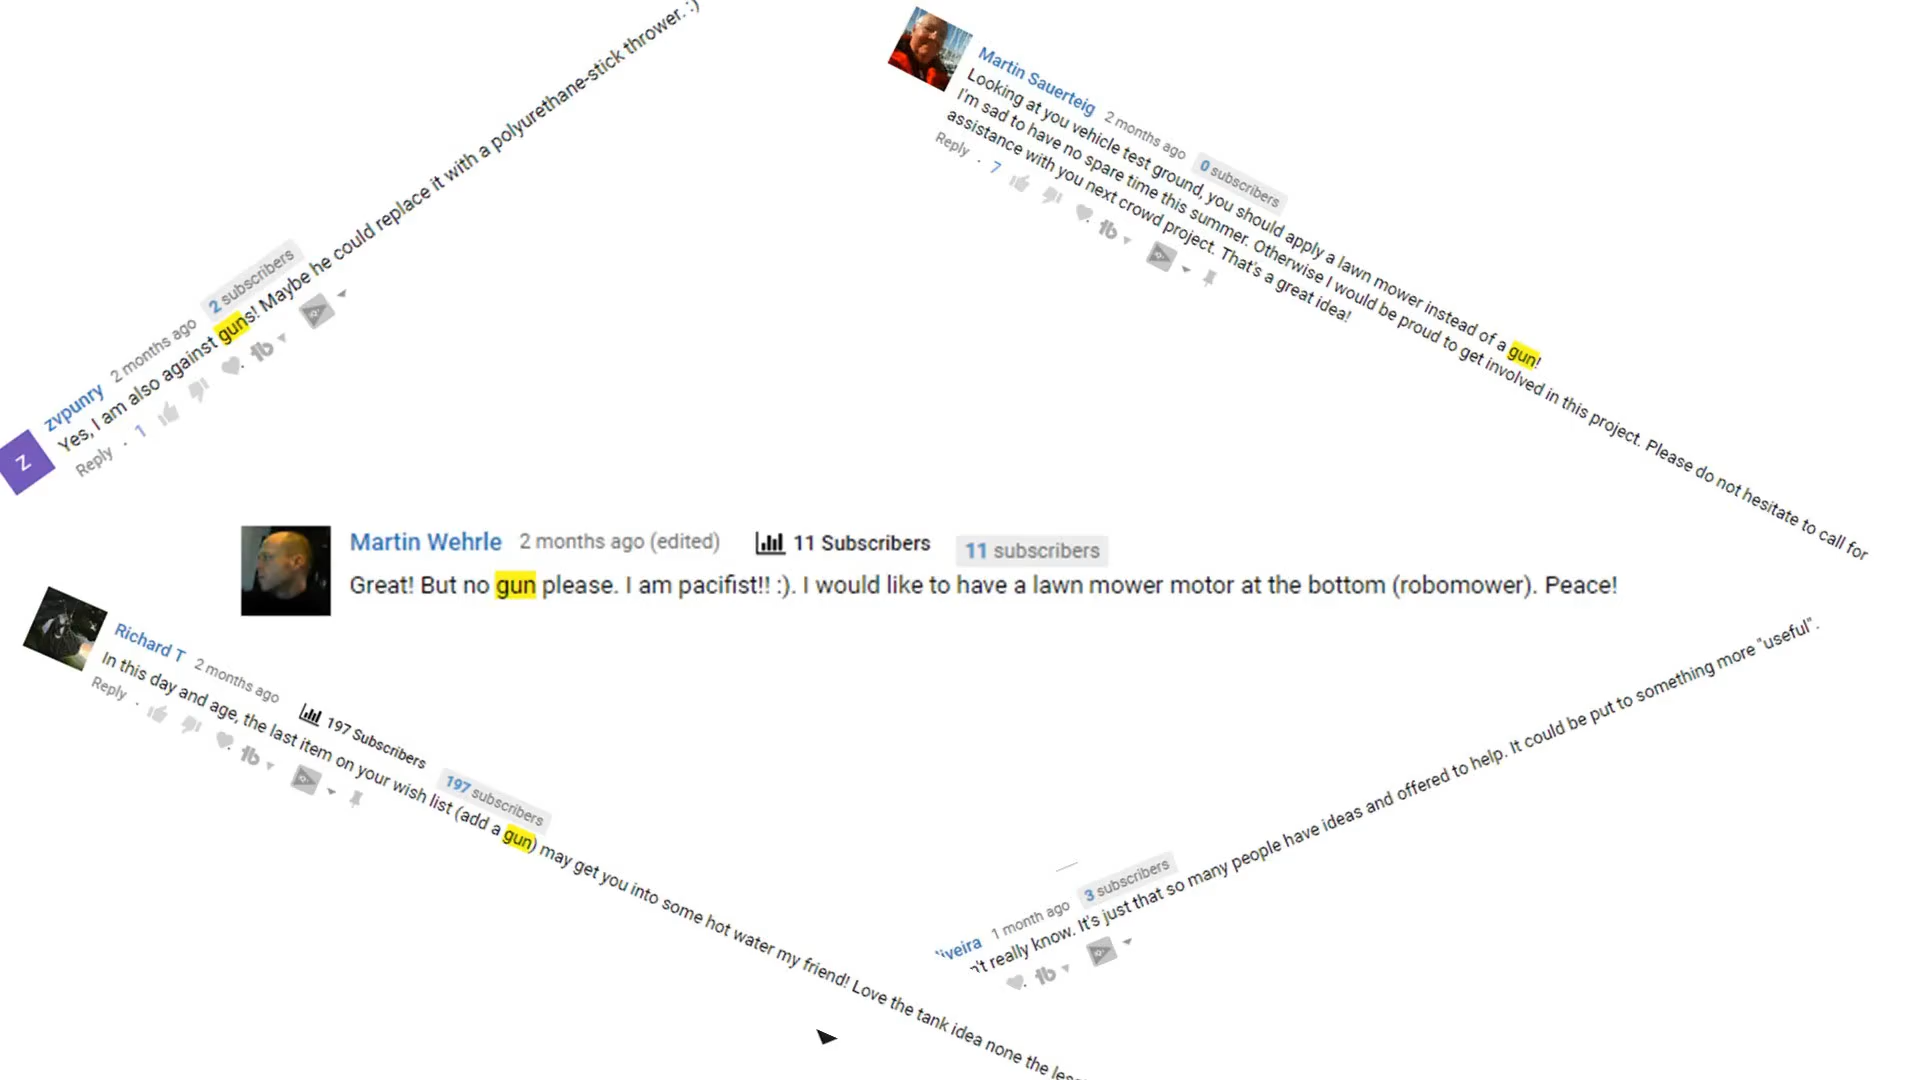 zvpunry 2 months ago 2 subscribers
Yes, I am also against guns! Maybe he could replace it with a polyurethane-stick thrower. :)
Reply · 1
Z
Martin Sauerteig 2 months ago 0 subscribers
Looking at you vehicle test ground, you should apply a lawn mower instead of a gun!
I'm sad to have no spare time this summer. Otherwise I would be proud to get involved in this project. Please do not hesitate to call for
assistance with you next crowd project. That's a great idea!
Reply · 7
Martin Wehrle 2 months ago (edited) 11 Subscribers 11 subscribers
Great! But no gun please. I am pacifist!! :). I would like to have a lawn mower motor at the bottom (robomower). Peace!
Richard T 2 months ago 197 Subscribers 197 subscribers
In this day and age, the last item on your wish list (add a gun) may get you into some hot water my friend! Love the tank idea none the
Reply ·
iveira 1 month ago 3 subscribers
n't really know. It's just that so many people have ideas and offered to help. It could be put to something more "useful".